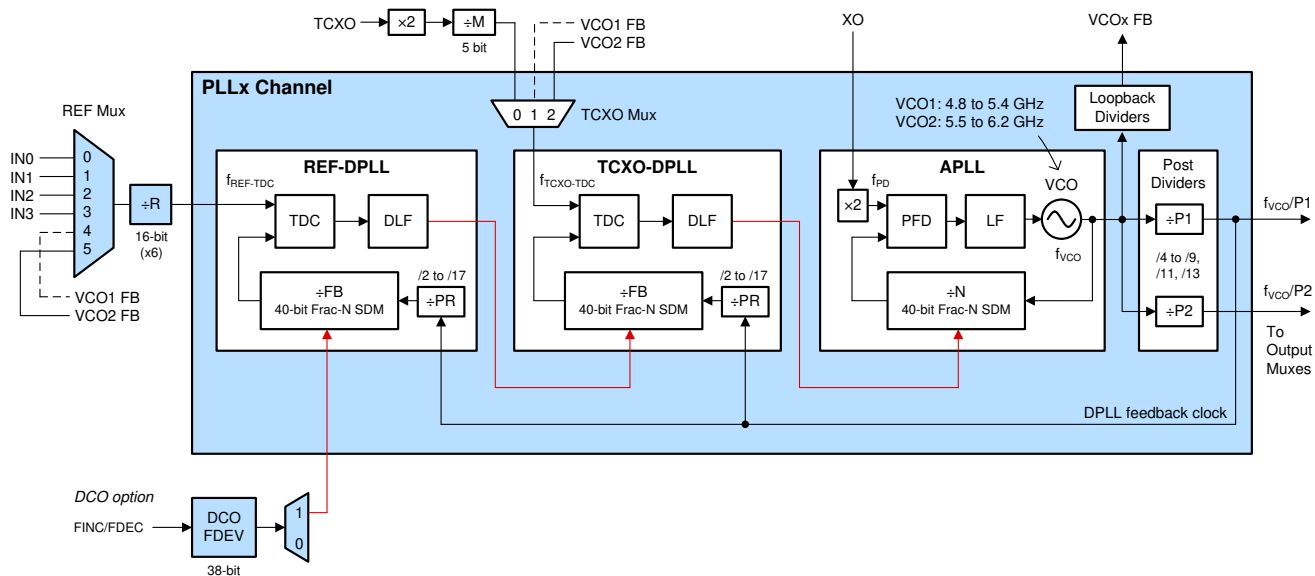 TCXO
×2
÷M
5 bit
VCO1 FB
VCO2 FB
XO
VCOx FB
PLLx Channel
REF Mux
0
1
2
3
4
5
IN0
IN1
IN2
IN3
VCO1 FB
VCO2 FB
÷R
16-bit
(x6)
0 1 2
TCXO Mux
VCO1: 4.8 to 5.4 GHz
VCO2: 5.5 to 6.2 GHz
Loopback
Dividers
REF-DPLL
fREF-TDC
TDC
DLF
÷FB
40-bit Frac-N SDM
/2 to /17
÷PR
TCXO-DPLL
fTCXO-TDC
TDC
DLF
÷FB
40-bit Frac-N SDM
/2 to /17
÷PR
APLL
×2
fPD
PFD
LF
VCO
fVCO
÷N
40-bit Frac-N SDM
Post
Dividers
÷P1
/4 to /9,
/11, /13
÷P2
fVCO/P1
fVCO/P2
To
Output
Muxes
DPLL feedback clock
DCO option
FINC/FDEC
DCO
FDEV
38-bit
1
0